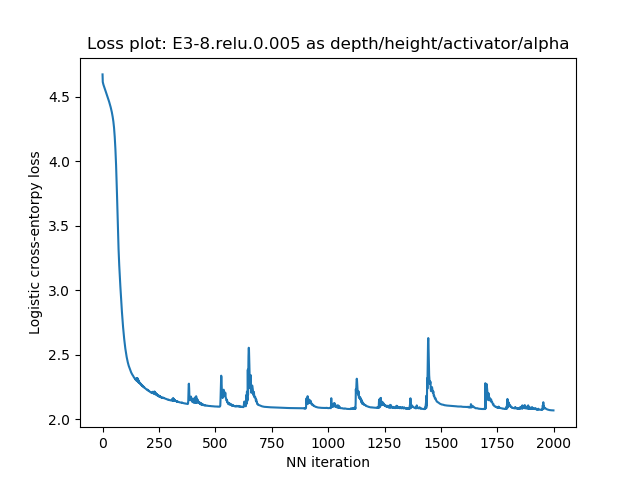 Loss plot: E3-8.relu.0.005 as depth/height/activator/alpha
Logistic cross-entorpy loss
4.5
4.0
3.5
3.0
2.5
2.0
0 250 500 750 1000 1250 1500 1750 2000
NN iteration